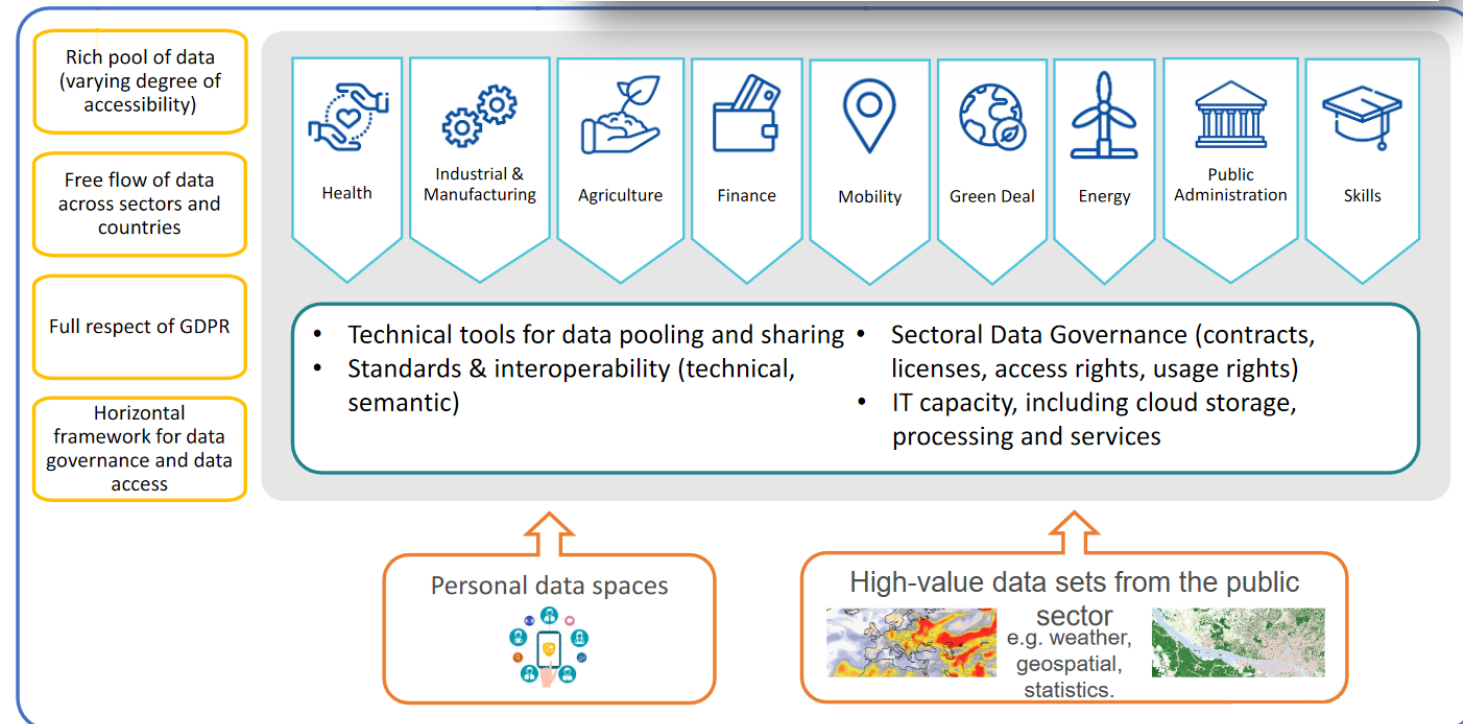 Rich pool of data
(varying degree of
accessibility)
Free flow of data
across sectors and
countries
Full respect of GDPR
Horizontal
framework for data
governance and data
access
Health
Industrial &
Manufacturing
Agriculture
Finance
Mobility
Green Deal
Energy
Public
Administration
Skills
• Technical tools for data pooling and sharing
• Standards & interoperability (technical,
semantic)
• Sectoral Data Governance (contracts,
licenses, access rights, usage rights)
• IT capacity, including cloud storage,
processing and services
Personal data spaces
High-value data sets from the public
sector
e.g. weather,
geospatial,
statistics.